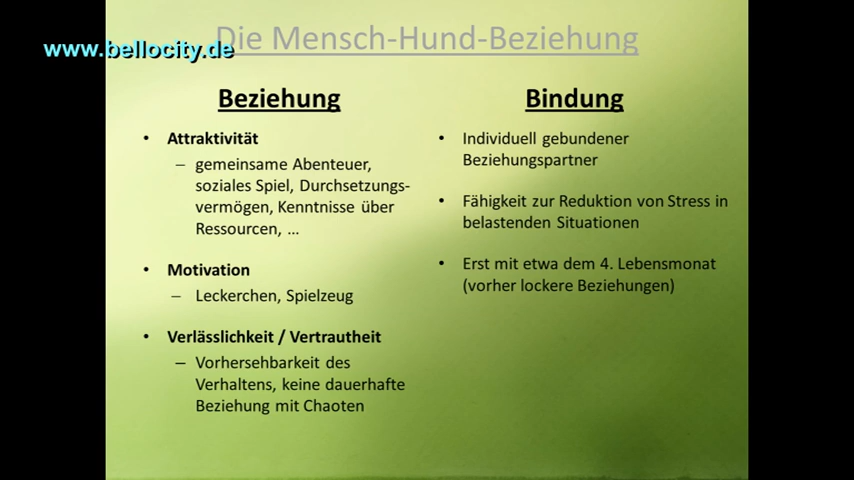 Die Mensch-Hund-Beziehung
www.bellocity.de
Beziehung
• Attraktivität
– gemeinsame Abenteuer,
soziales Spiel, Durchsetzungs-
vermögen, Kenntnisse über
Ressourcen, ...
• Motivation
– Leckerchen, Spielzeug
• Verlässlichkeit / Vertrautheit
– Vorhersehbarkeit des
Verhaltens, keine dauerhafte
Beziehung mit Chaoten
Bindung
• Individuell gebundener
Beziehungspartner
• Fähigkeit zur Reduktion von Stress in
belastenden Situationen
• Erst mit etwa dem 4. Lebensmonat
(vorher lockere Beziehungen)